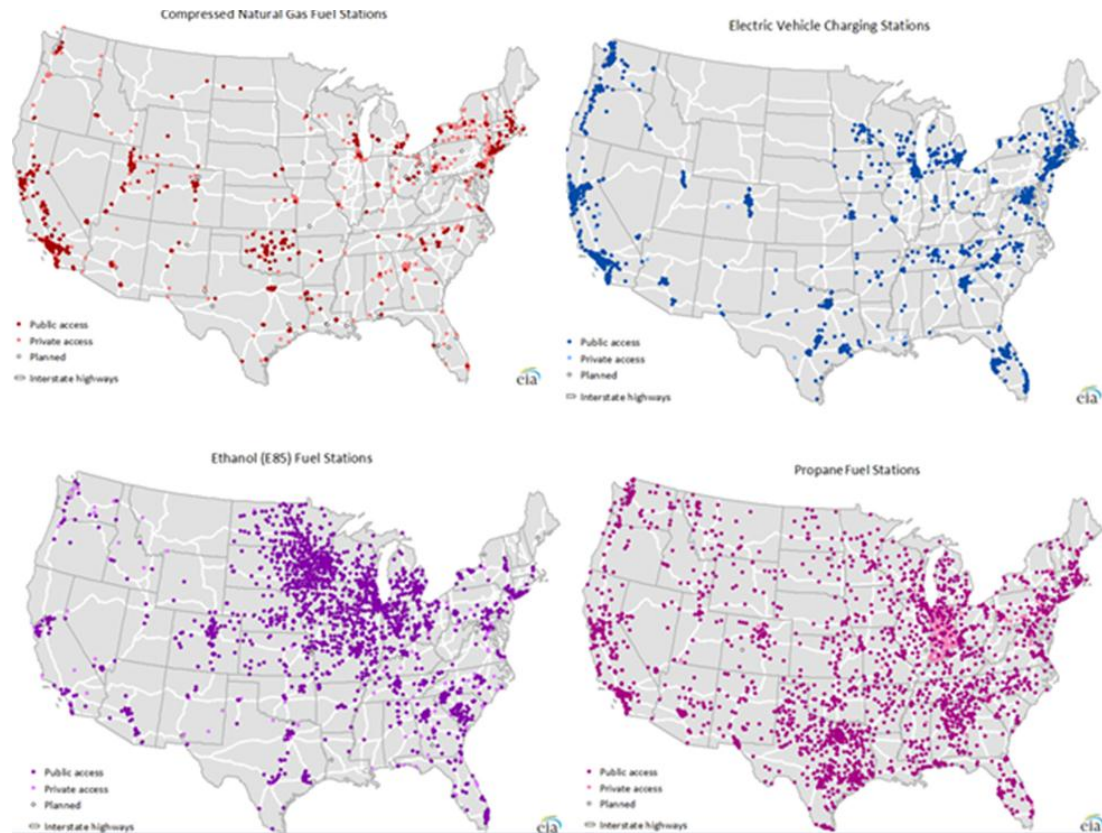 Compressed Natural Gas Fuel Stations
Public access
Private access
Planned
Interstate highways
eia
Electric Vehicle Charging Stations
Public access
Private access
Planned
Interstate highways
eia
Ethanol (E85) Fuel Stations
Public access
Private access
Planned
Interstate highways
eia
Propane Fuel Stations
Public access
Private access
Planned
Interstate highways
eia